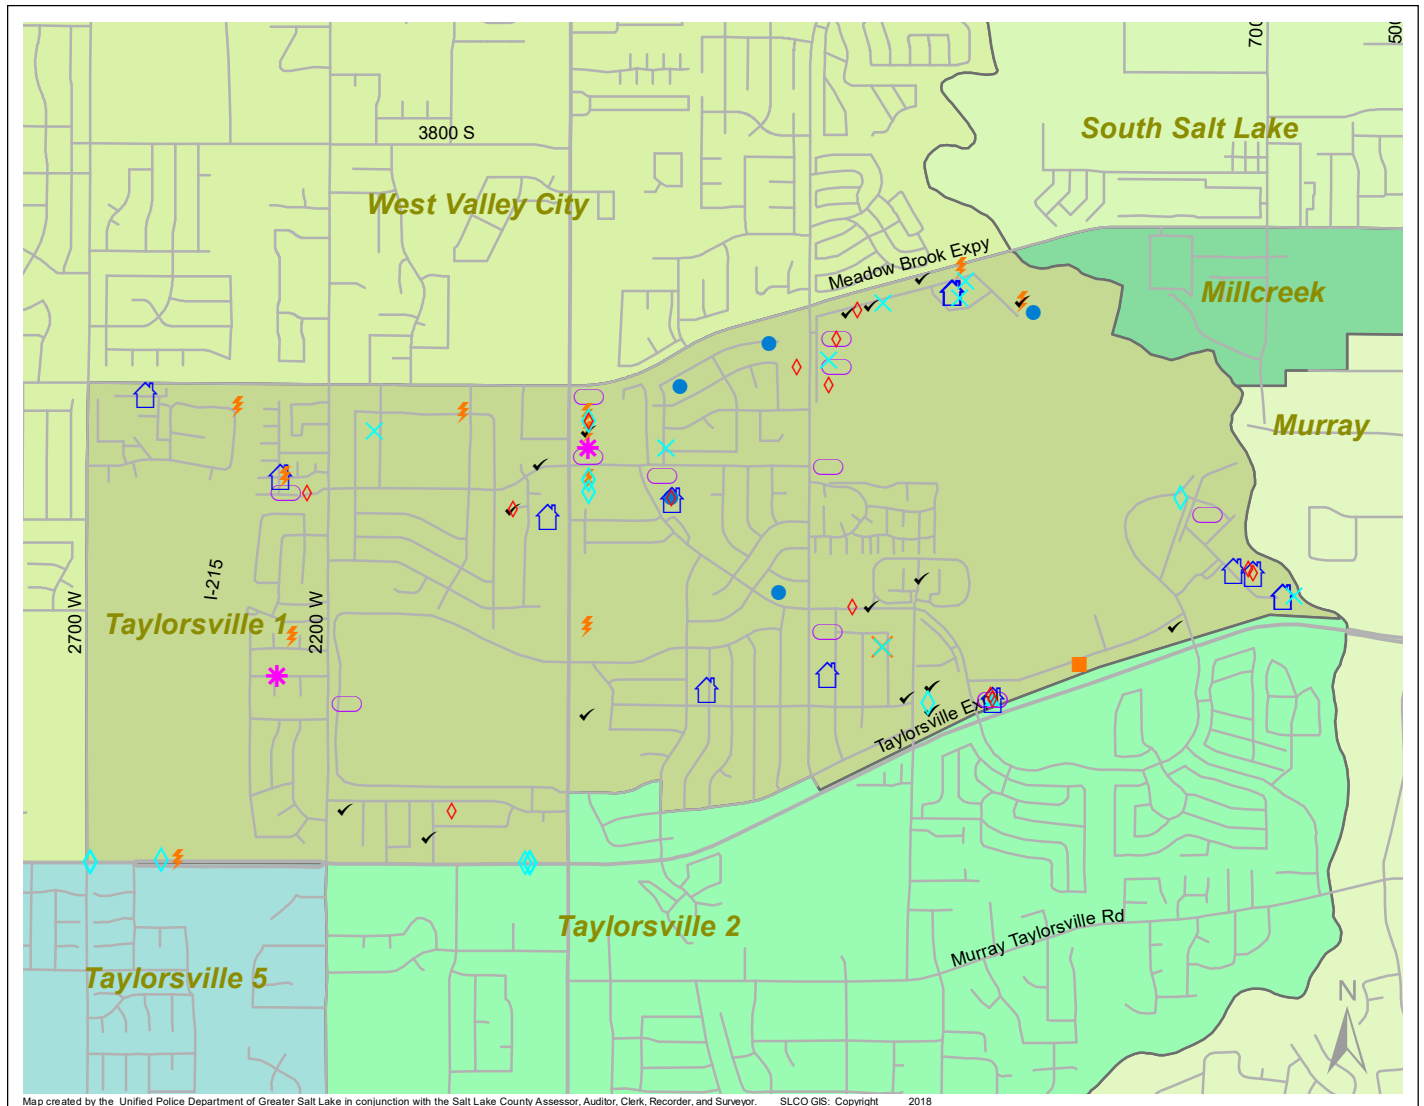 700
500
3800 S
South Salt Lake
West Valley City
Meadow Brook Expy
Millcreek
Murray
I-215
2700 W
2200 W
Taylorsville 1
Taylorsville Exp
Taylorsville 2
Murray Taylorsville Rd
Taylorsville 5
N
Map created by the Unified Police Department of Greater Salt Lake in conjunction with the Salt Lake County Assessor, Auditor, Clerk, Recorder, and Surveyor. SLCO GIS: Copyright 2018